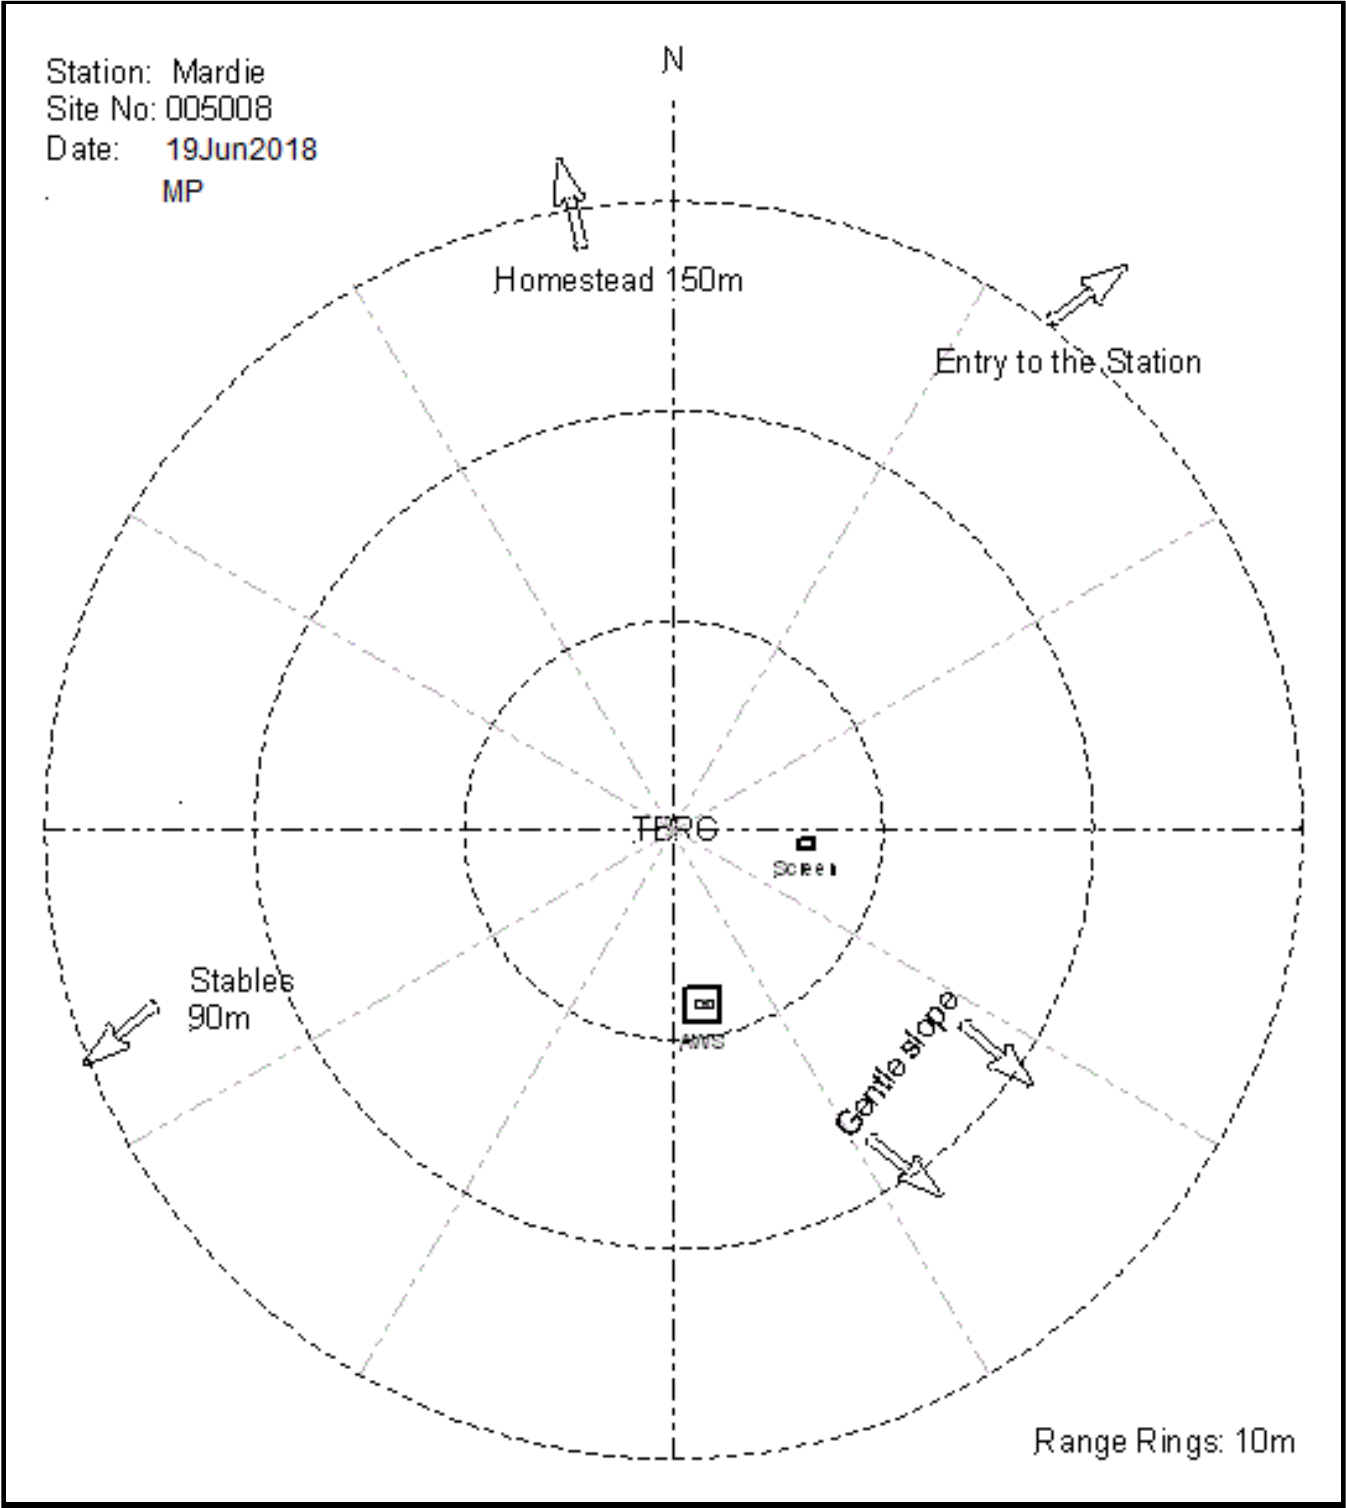 N
Station: Mardie
Site No: 005008
Date: 19Jun2018
MP
Homestead 150m
Entry to the Station
TBRG
Screen
Stables
90m
AWS
Gentle slope
Range Rings: 10m